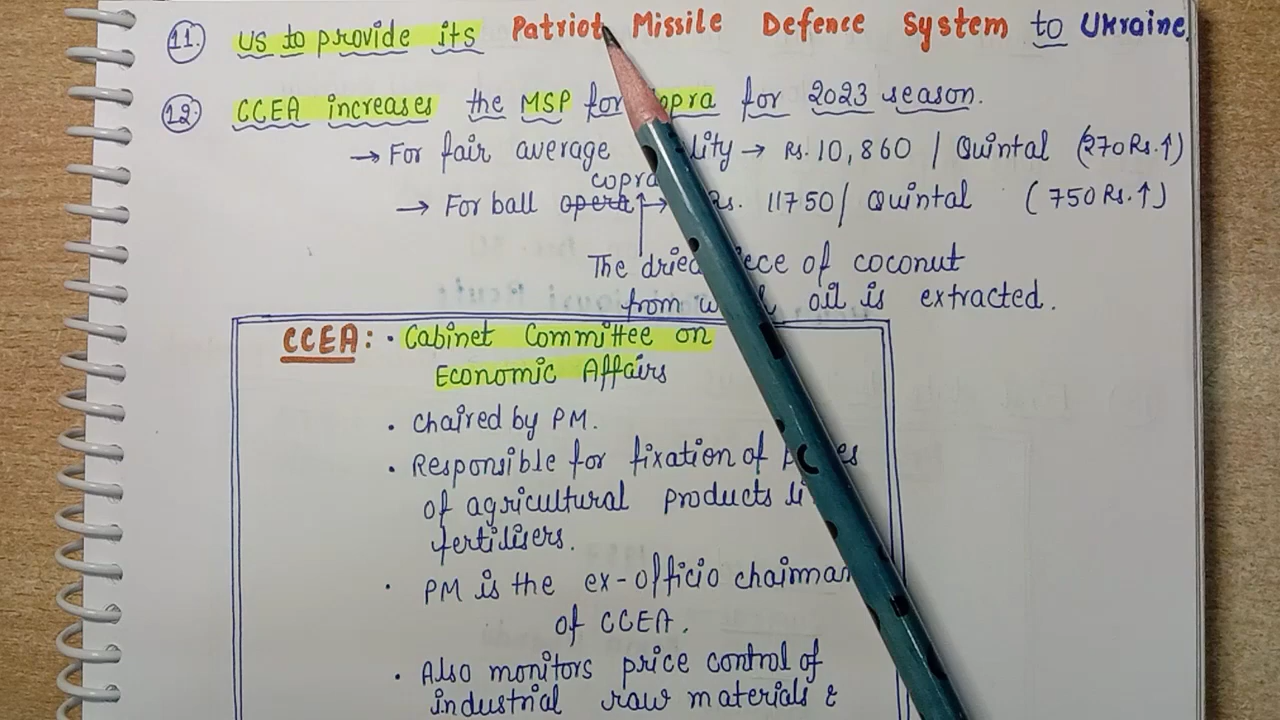 11. US to provide its Patriot Missile Defence System to Ukraine.
12. CCEA increases the MSP for for 2023 season.
→ For fair average → Rs. 10,860 / Quintal (270 Rs.↑)
copra
→ For ball → Rs. 11750/ Quintal (750 Rs.↑)
The dried of coconut
from oil is extracted.
CCEA: · Cabinet Committee on
Economic Affairs
· Chaired by PM.
· Responsible for fixation of
of agricultural products
fertilisers.
· PM is the ex-officio chairman
of CCEA.
· Also monitors price control of
industrial raw materials &